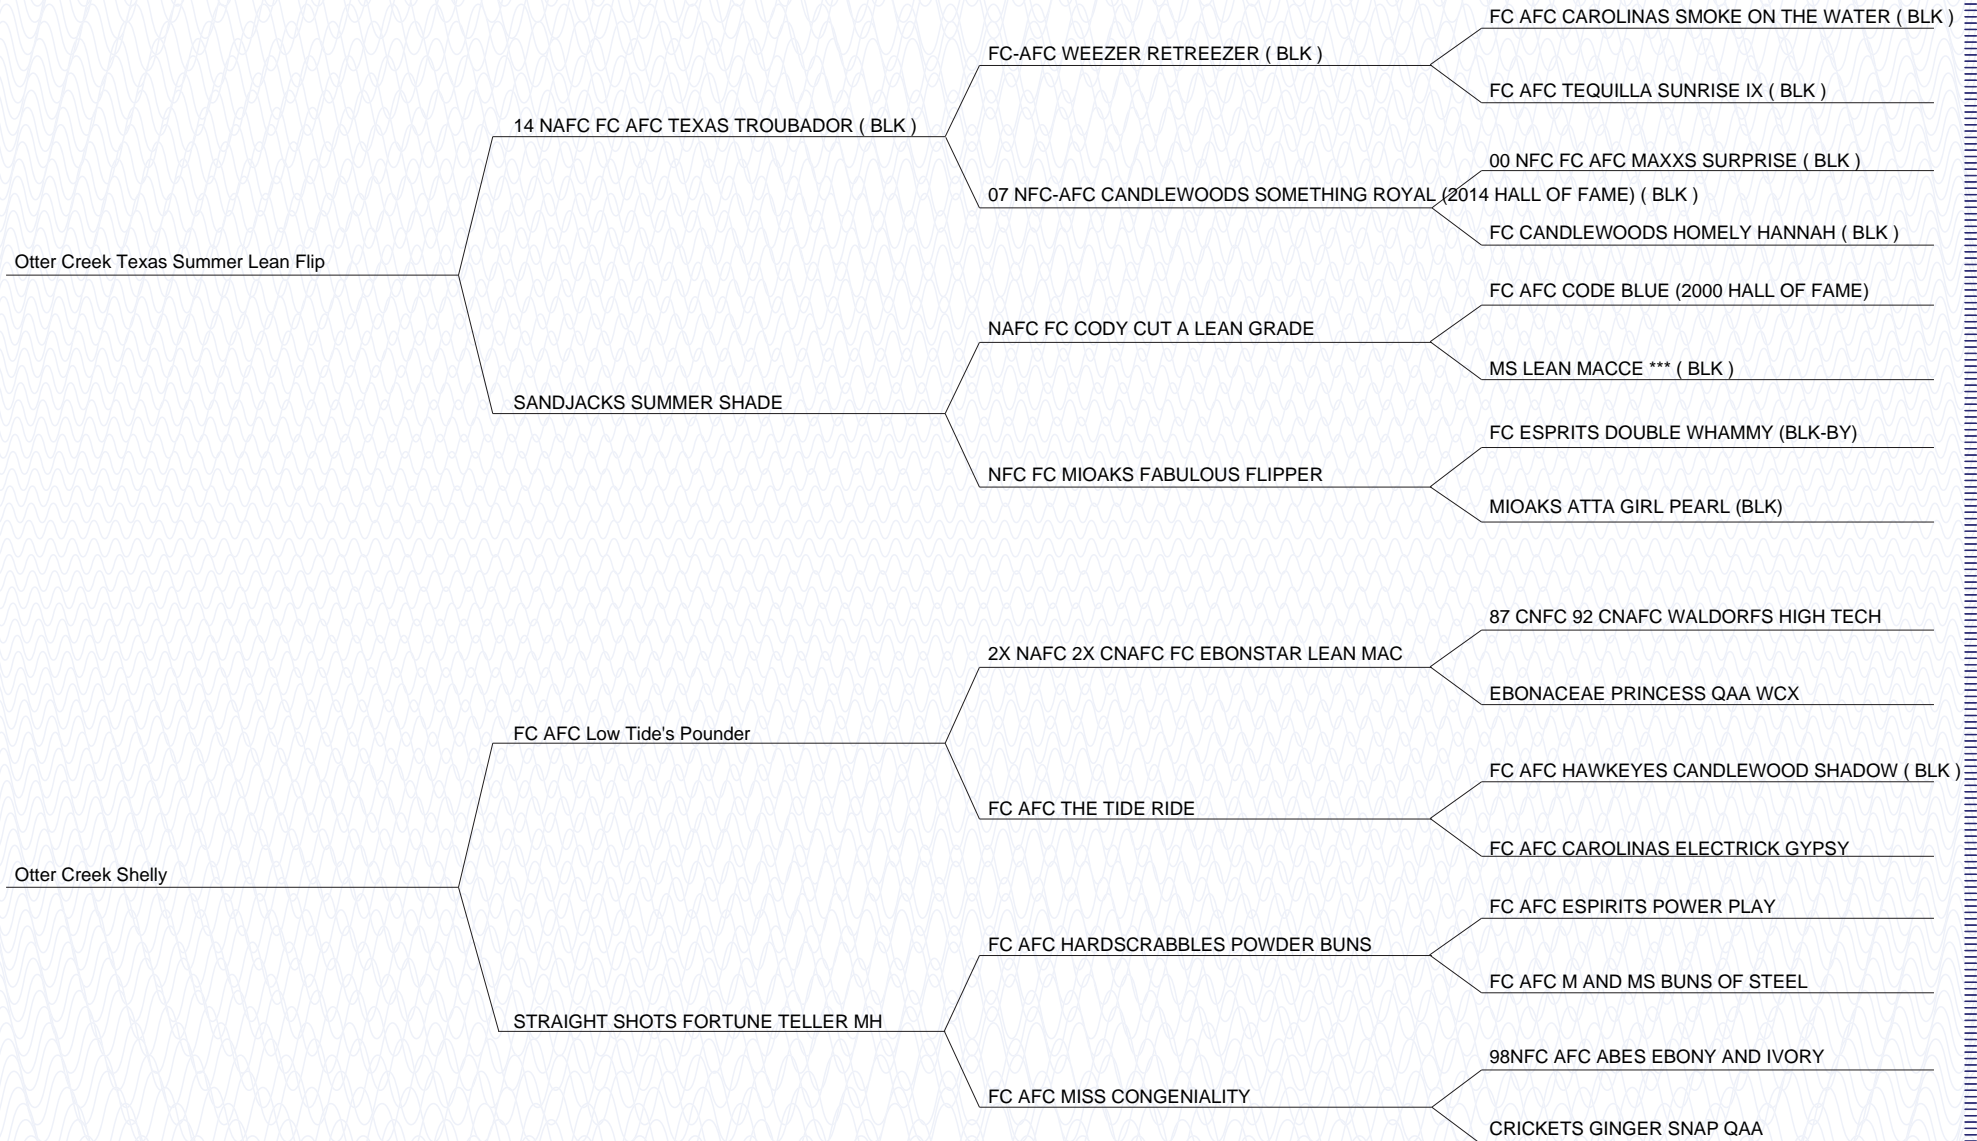 FC AFC CAROLINAS SMOKE ON THE WATER ( BLK )
FC-AFC WEEZER RETREEZER ( BLK )
FC AFC TEQUILLA SUNRISE IX ( BLK )
14 NAFC FC AFC TEXAS TROUBADOR ( BLK )
00 NFC FC AFC MAXXS SURPRISE ( BLK )
07 NFC-AFC CANDLEWOODS SOMETHING ROYAL (2014 HALL OF FAME) ( BLK )
FC CANDLEWOODS HOMELY HANNAH ( BLK )
Otter Creek Texas Summer Lean Flip
FC AFC CODE BLUE (2000 HALL OF FAME)
NAFC FC CODY CUT A LEAN GRADE
MS LEAN MACCE *** ( BLK )
SANDJACKS SUMMER SHADE
FC ESPRITS DOUBLE WHAMMY (BLK-BY)
NFC FC MIOAKS FABULOUS FLIPPER
MIOAKS ATTA GIRL PEARL (BLK)
87 CNFC 92 CNAFC WALDORFS HIGH TECH
2X NAFC 2X CNAFC FC EBONSTAR LEAN MAC
EBONACEAE PRINCESS QAA WCX
FC AFC Low Tide's Pounder
FC AFC HAWKEYES CANDLEWOOD SHADOW ( BLK )
FC AFC THE TIDE RIDE
FC AFC CAROLINAS ELECTRICK GYPSY
Otter Creek Shelly
FC AFC ESPIRITS POWER PLAY
FC AFC HARDSCRABBLES POWDER BUNS
FC AFC M AND MS BUNS OF STEEL
STRAIGHT SHOTS FORTUNE TELLER MH
98NFC AFC ABES EBONY AND IVORY
FC AFC MISS CONGENIALITY
CRICKETS GINGER SNAP QAA